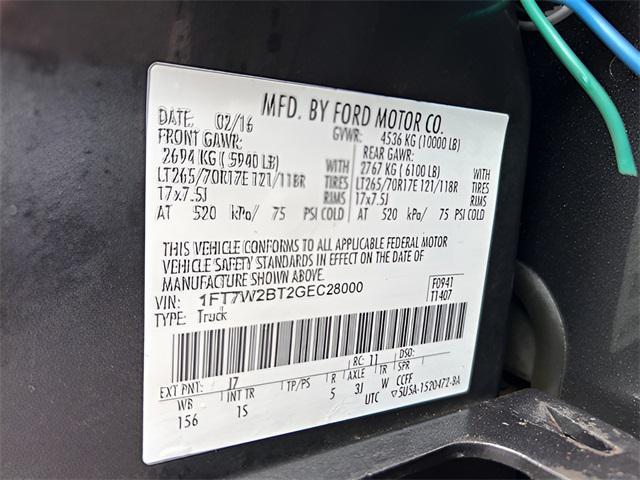 MFD. BY FORD MOTOR CO.
DATE: 02/16 GVWR: 4536 KG (10000 LB)
FRONT GAWR: REAR GAWR:
2694 KG ( 5940 LB) WITH 2767 KG ( 6100 LB) WITH
LT265/70R17E 121/118R TIRES LT265/70R17E 121/118R TIRES
17x7.5J RIMS 17x7.5J RIMS
AT 520 kPa/ 75 PSI COLD AT 520 kPa/ 75 PSI COLD
THIS VEHICLE CONFORMS TO ALL APPLICABLE FEDERAL MOTOR
VEHICLE SAFETY STANDARDS IN EFFECT ON THE DATE OF
MANUFACTURE SHOWN ABOVE.
VIN: 1FT7W2BT2GEC28000 F0941
TYPE: Truck T1407
EXT PNT: J7 RC: 11 DSO:
WB INT TR TP/PS R AXLE TR SPR
156 1S 5 3J W CCFF
UTC ▽5U5A-1520472-BA